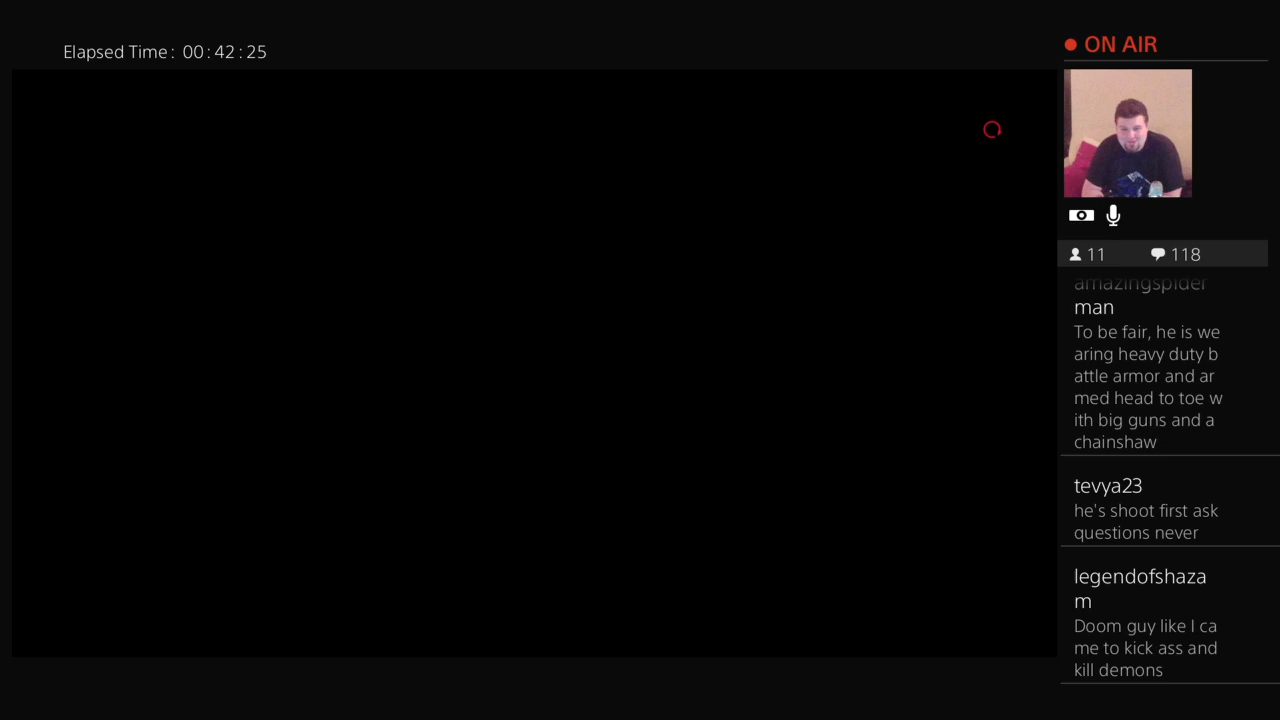 Elapsed Time: 00:42:25
ON AIR
11 118
amazingspider
man
To be fair, he is we
aring heavy duty b
attle armor and ar
med head to toe w
ith big guns and a
chainshaw
tevya23
he's shoot first ask
questions never
legendofshaza
m
Doom guy like I ca
me to kick ass and
kill demons